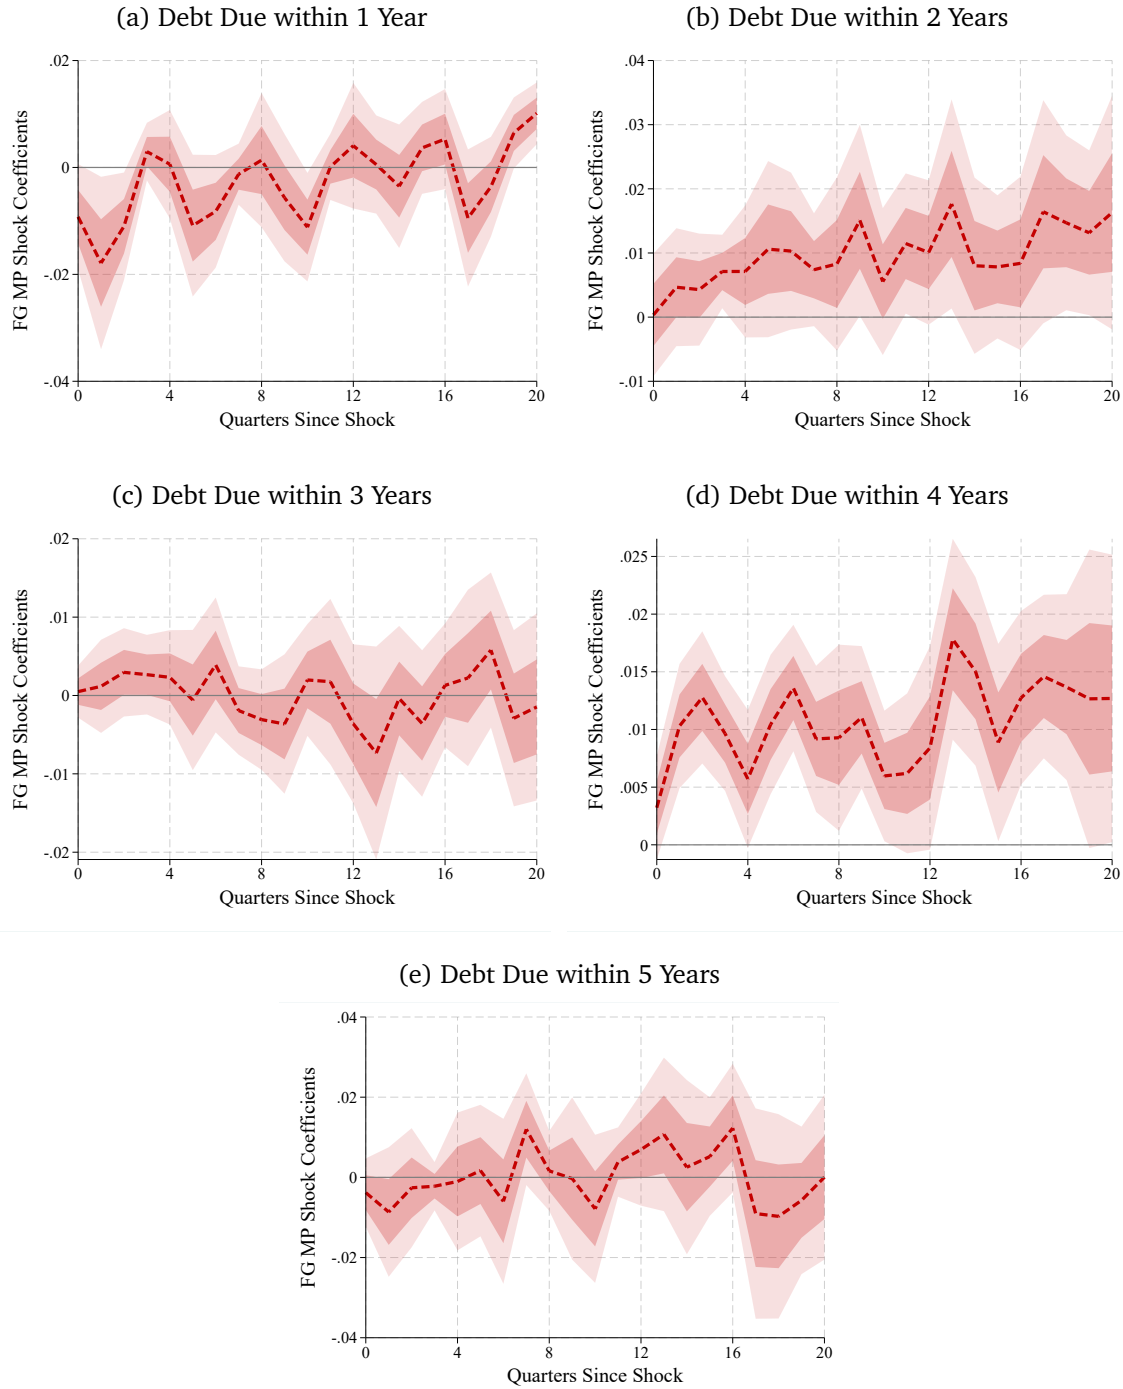 (a) Debt Due within 1 Year
.02
0
-.02
-.04
FG MP Shock Coefficients
0 4 8 12 16 20
Quarters Since Shock
(b) Debt Due within 2 Years
.04
.03
.02
.01
0
-.01
FG MP Shock Coefficients
0 4 8 12 16 20
Quarters Since Shock
(c) Debt Due within 3 Years
.02
.01
0
-.01
-.02
FG MP Shock Coefficients
0 4 8 12 16 20
Quarters Since Shock
(d) Debt Due within 4 Years
.025
.02
.015
.01
.005
0
FG MP Shock Coefficients
0 4 8 12 16 20
Quarters Since Shock
(e) Debt Due within 5 Years
.04
.02
0
-.02
-.04
FG MP Shock Coefficients
0 4 8 12 16 20
Quarters Since Shock